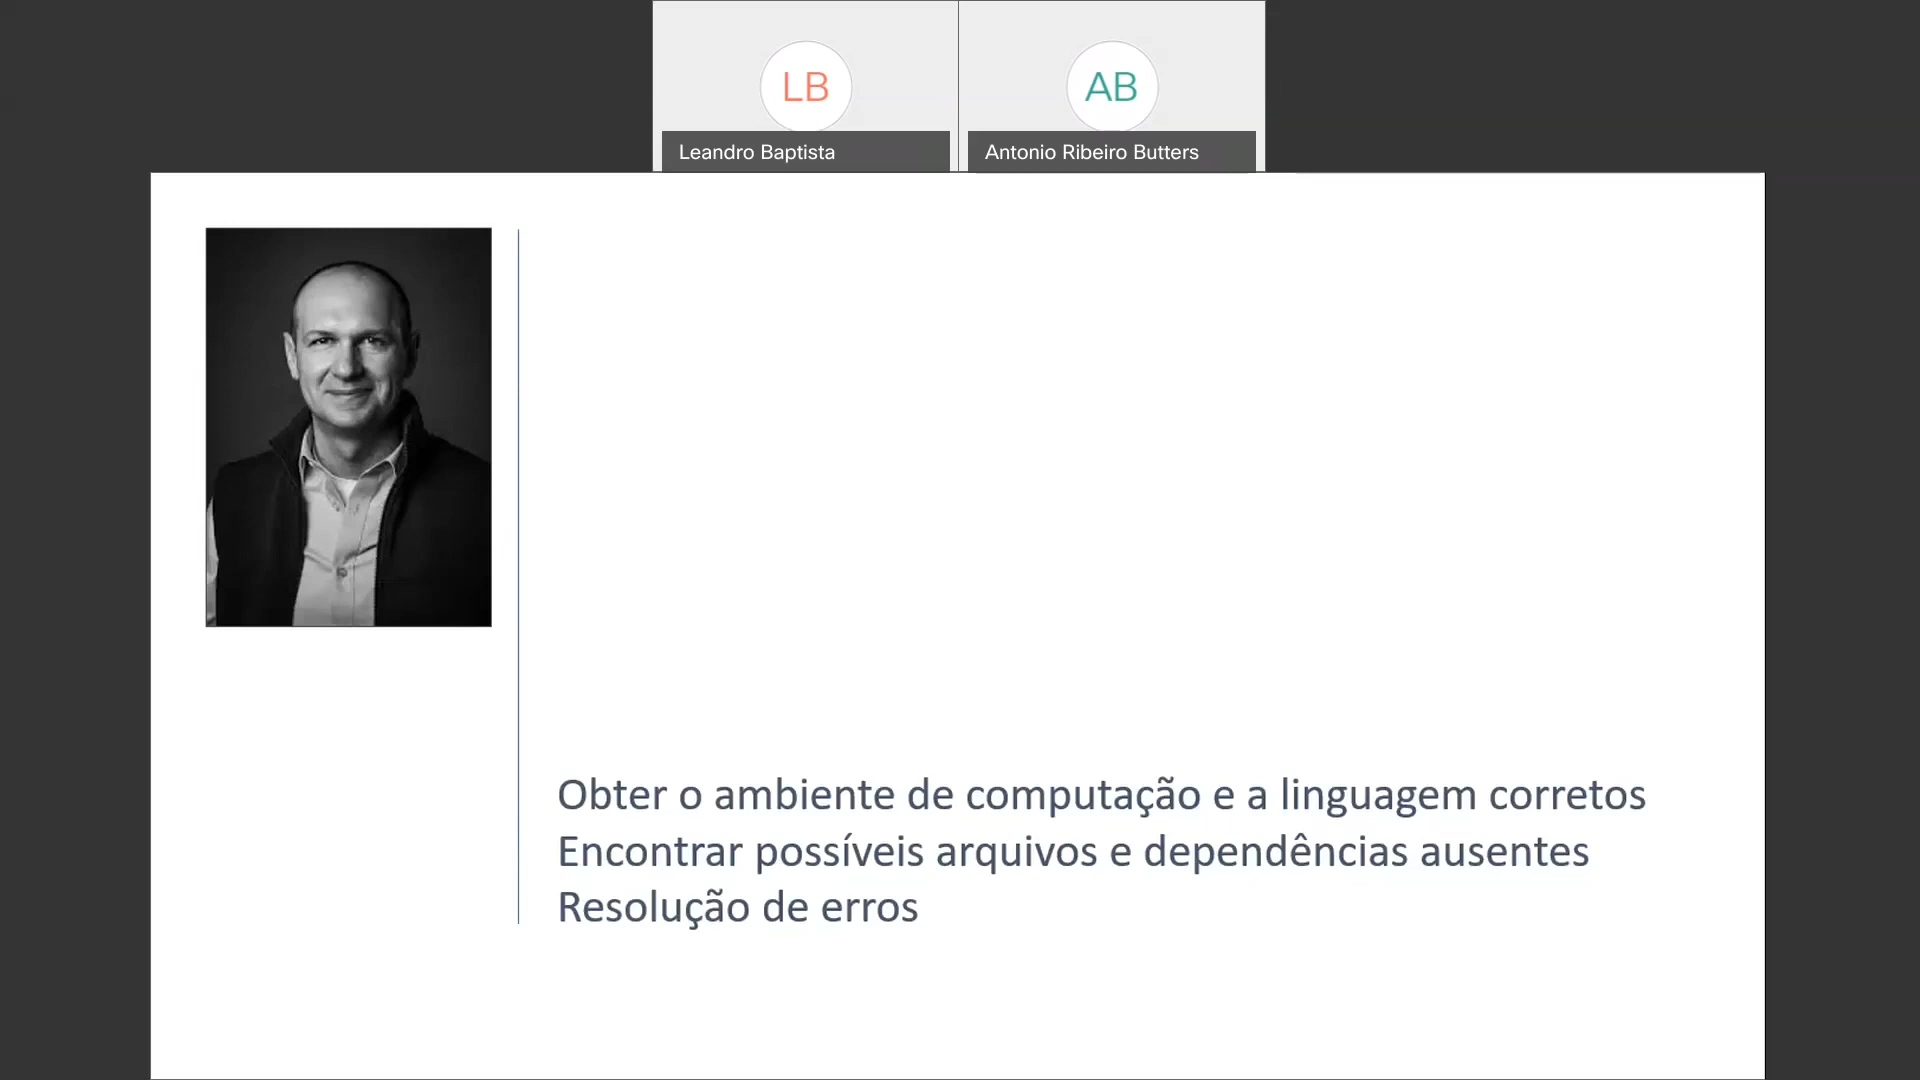 LB
AB
Leandro Baptista
Antonio Ribeiro Butters
Obter o ambiente de computação e a linguagem corretos
Encontrar possíveis arquivos e dependências ausentes
Resolução de erros